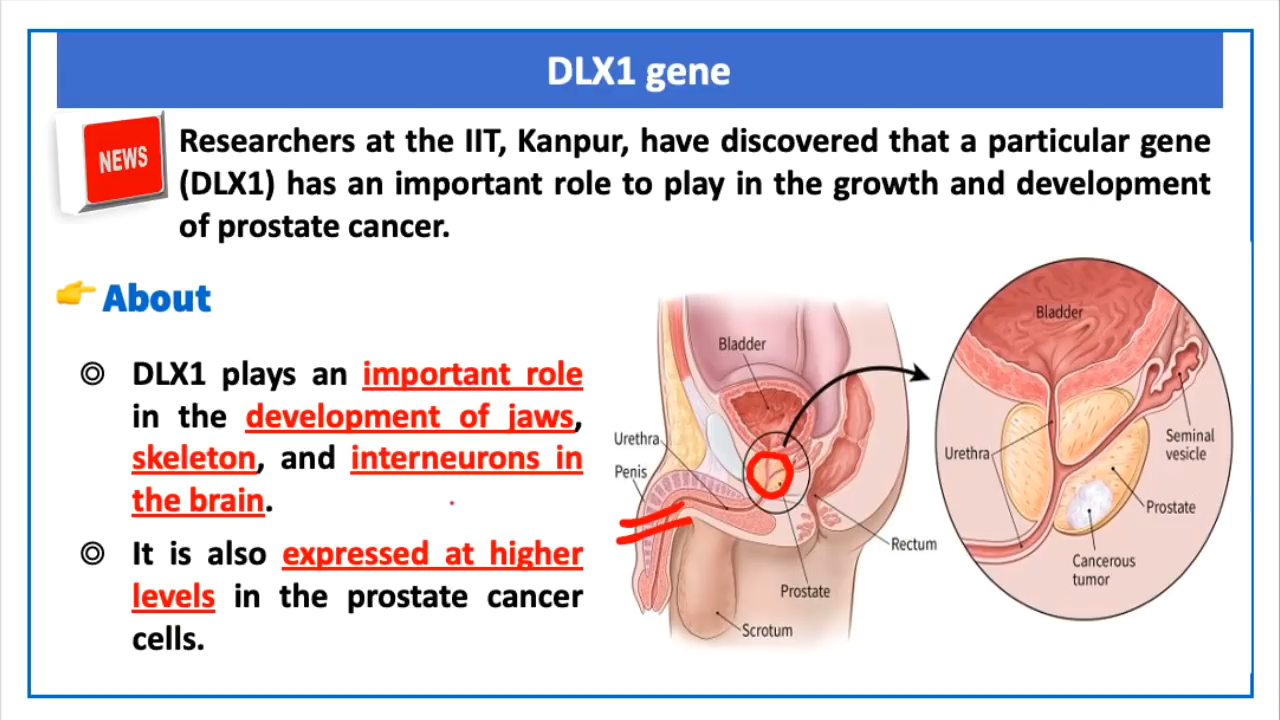 DLX1 gene
NEWS
Researchers at the IIT, Kanpur, have discovered that a particular gene
(DLX1) has an important role to play in the growth and development
of prostate cancer.
About
DLX1 plays an important role
in the development of jaws,
skeleton, and interneurons in
the brain.
It is also expressed at higher
levels in the prostate cancer
cells.
Bladder
Urethra
Penis
Rectum
Prostate
Scrotum
Bladder
Urethra
Seminal
vesicle
Prostate
Cancerous
tumor